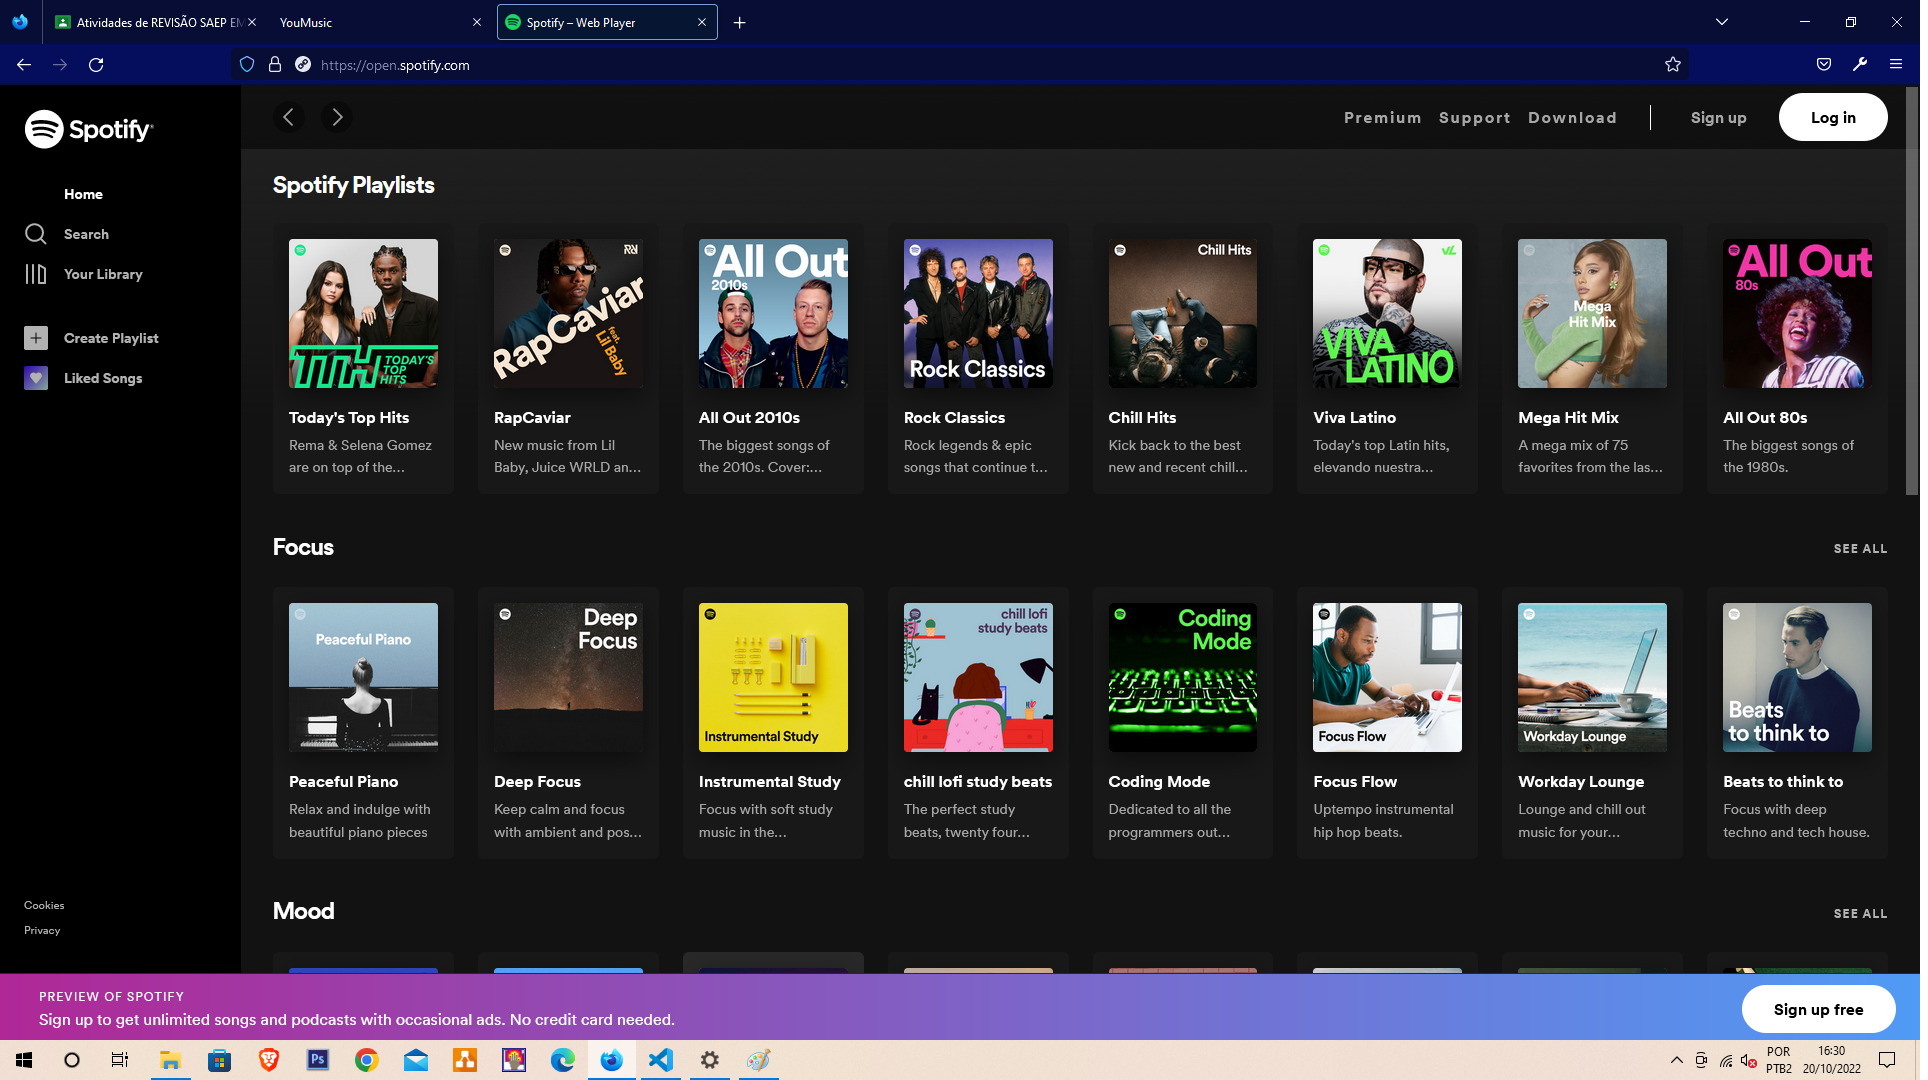 Atividades de REVISÃO SAEP EM
YouMusic
Spotify – Web Player
https://open.spotify.com
Spotify
Premium
Support
Download
Sign up
Log in
Home
Search
Your Library
Create Playlist
Liked Songs
Cookies
Privacy
Spotify Playlists
TTH TODAY'S
TOP
HITS
RapCaviar
feat.
Lil Baby
All Out
2010s
Rock Classics
Chill Hits
VIVA
LATINO
Mega
Hit Mix
All Out
80s
Today's Top Hits
Rema & Selena Gomez
are on top of the...
RapCaviar
New music from Lil
Baby, Juice WRLD an...
All Out 2010s
The biggest songs of
the 2010s. Cover:...
Rock Classics
Rock legends & epic
songs that continue t...
Chill Hits
Kick back to the best
new and recent chill...
Viva Latino
Today's top Latin hits,
elevando nuestra...
Mega Hit Mix
A mega mix of 75
favorites from the las...
All Out 80s
The biggest songs of
the 1980s.
Focus
SEE ALL
Peaceful Piano
Deep
Focus
Instrumental Study
chill lofi
study beats
Coding
Mode
Focus Flow
Workday Lounge
Beats
to think to
Peaceful Piano
Relax and indulge with
beautiful piano pieces
Deep Focus
Keep calm and focus
with ambient and pos...
Instrumental Study
Focus with soft study
music in the...
chill lofi study beats
The perfect study
beats, twenty four...
Coding Mode
Dedicated to all the
programmers out...
Focus Flow
Uptempo instrumental
hip hop beats.
Workday Lounge
Lounge and chill out
music for your...
Beats to think to
Focus with deep
techno and tech house.
Mood
SEE ALL
PREVIEW OF SPOTIFY
Sign up to get unlimited songs and podcasts with occasional ads. No credit card needed.
Sign up free
Ps
POR
PTB2
16:30
20/10/2022